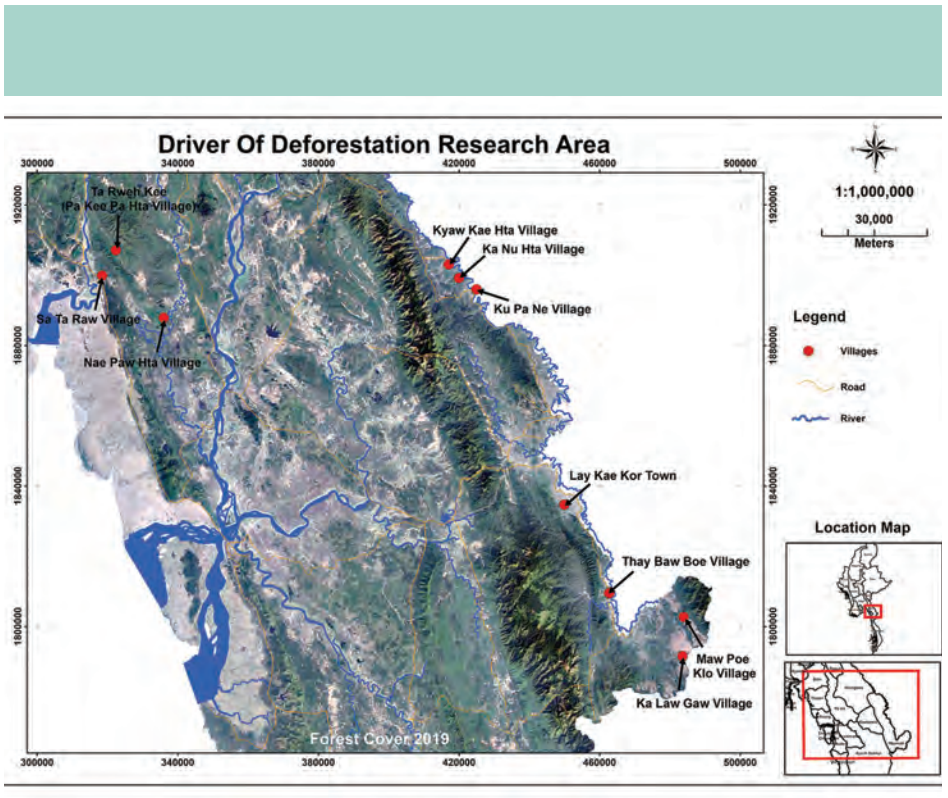 Driver Of Deforestation Research Area
300000 340000 380000 420000 460000 500000
1:1,000,000
30,000
Meters
Ta Rweh Kee
(Pa Kee Pa Hta Village)
Kyaw Kae Hta Village
Ka Nu Hta Village
Ku Pa Ne Village
Sa Ta Raw Village
Nae Paw Hta Village
Lay Kae Kor Town
Thay Baw Boe Village
Maw Poe
Klo Village
Ka Law Gaw Village
Forest Cover 2019
1920000
1880000
1840000
1800000
1920000
1880000
1840000
1800000
Legend
Villages
Road
River
Location Map
300000 340000 380000 420000 460000 500000